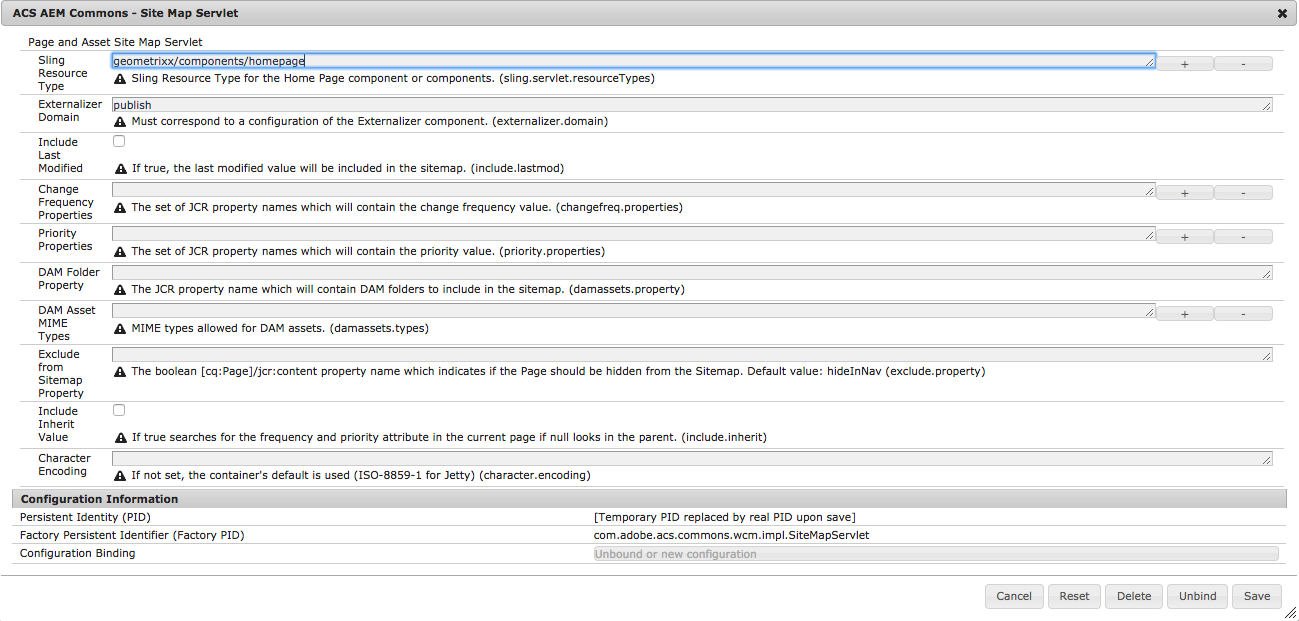 ACS AEM Commons - Site Map Servlet
Page and Asset Site Map Servlet
Sling Resource Type
geometrixx/components/homepage
+ -
Sling Resource Type for the Home Page component or components. (sling.servlet.resourceTypes)
Externalizer Domain
publish
Must correspond to a configuration of the Externalizer component. (externalizer.domain)
Include Last Modified
If true, the last modified value will be included in the sitemap. (include.lastmod)
Change Frequency Properties
+ -
The set of JCR property names which will contain the change frequency value. (changefreq.properties)
Priority Properties
+ -
The set of JCR property names which will contain the priority value. (priority.properties)
DAM Folder Property
The JCR property name which will contain DAM folders to include in the sitemap. (damassets.property)
DAM Asset MIME Types
+ -
MIME types allowed for DAM assets. (damassets.types)
Exclude from Sitemap Property
The boolean [cq:Page]/jcr:content property name which indicates if the Page should be hidden from the Sitemap. Default value: hideInNav (exclude.property)
Include Inherit Value
If true searches for the frequency and priority attribute in the current page if null looks in the parent. (include.inherit)
Character Encoding
If not set, the container's default is used (ISO-8859-1 for Jetty) (character.encoding)
Configuration Information
Persistent Identity (PID) [Temporary PID replaced by real PID upon save]
Factory Persistent Identifier (Factory PID) com.adobe.acs.commons.wcm.impl.SiteMapServlet
Configuration Binding Unbound or new configuration
Cancel Reset Delete Unbind Save